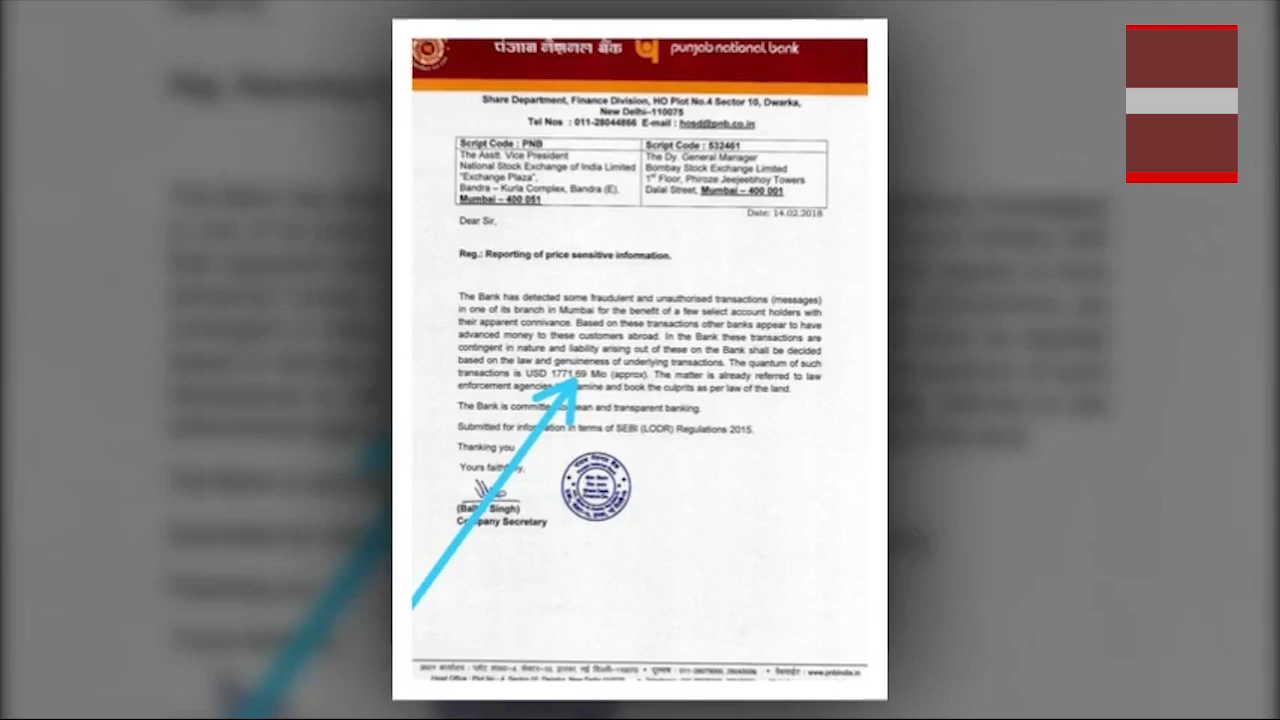 पंजाब नैशनल बैंक punjab national bank
Share Department, Finance Division, HO Plot No.4 Sector 10, Dwarka,
New Delhi–110075
Tel Nos : 011-28044866 E-mail : hosd@pnb.co.in
Script Code : PNB
The Asstt. Vice President
National Stock Exchange of India Limited
"Exchange Plaza",
Bandra – Kurla Complex, Bandra (E),
Mumbai – 400 051
Script Code : 532461
The Dy. General Manager
Bombay Stock Exchange Limited
1st Floor, Phiroze Jeejeebhoy Towers
Dalal Street, Mumbai – 400 001
Date: 14.02.2018
Dear Sir,
Reg.: Reporting of price sensitive information.
The Bank has detected some fraudulent and unauthorised transactions (messages)
in one of its branch in Mumbai for the benefit of a few select account holders with
their apparent connivance. Based on these transactions other banks appear to have
advanced money to these customers abroad. In the Bank these transactions are
contingent in nature and liability arising out of these on the Bank shall be decided
based on the law and genuineness of underlying transactions. The quantum of such
transactions is USD 1771.69 Mio (approx). The matter is already referred to law
enforcement agencies amine and book the culprits as per law of the land.
The Bank is committe ean and transparent banking.
Submitted for information in terms of SEBI (LODR) Regulations 2015.
Thanking you
Yours faithfully,
Singh)
Company Secretary
www.pnbindia.in